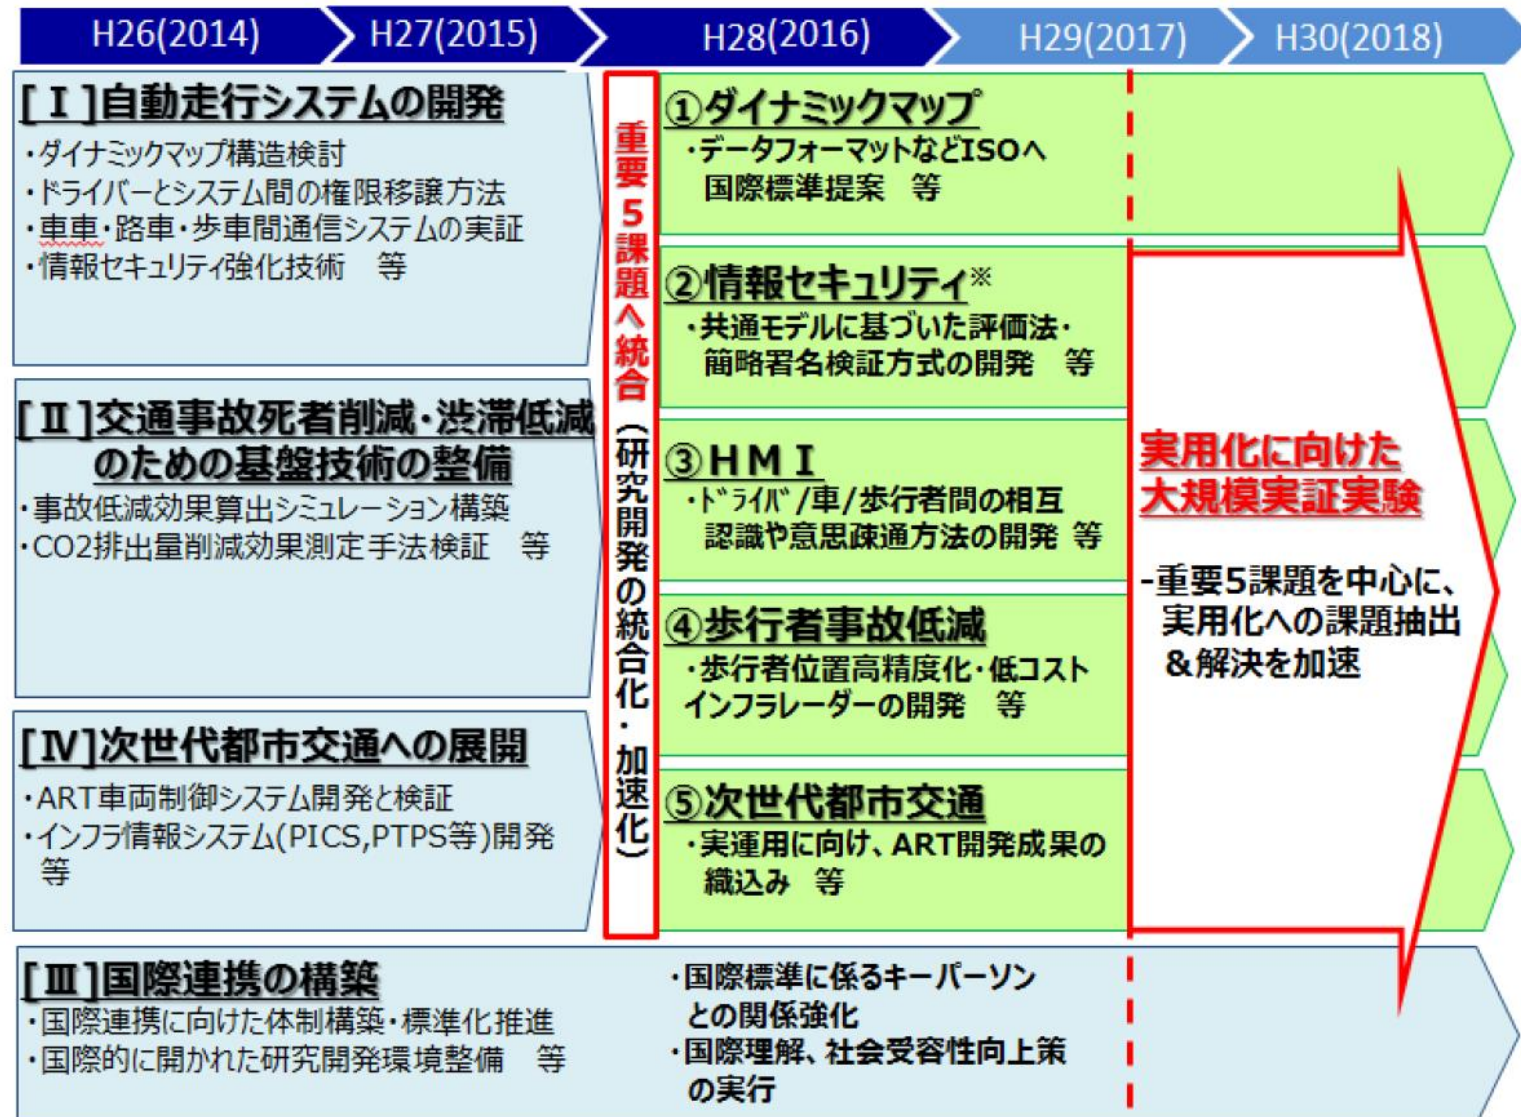 H26(2014)
H27(2015)
H28(2016)
H29(2017)
H30(2018)
[Ⅰ]自動走行システムの開発
・ダイナミックマップ構造検討
・ドライバーとシステム間の権限移譲方法
・車車・路車・歩車間通信システムの実証
・情報セキュリティ強化技術　等
[Ⅱ]交通事故死者削減・渋滞低減
のための基盤技術の整備
・事故低減効果算出シミュレーション構築
・CO2排出量削減効果測定手法検証　等
[Ⅳ]次世代都市交通への展開
・ART車両制御システム開発と検証
・インフラ情報システム(PICS,PTPS等)開発
等
重要５課題へ統合（研究開発の統合化・加速化）
①ダイナミックマップ
・データフォーマットなどISOへ
国際標準提案　等
②情報セキュリティ※
・共通モデルに基づいた評価法・
簡略署名検証方式の開発　等
③ＨＭＩ
・ﾄﾞﾗｲﾊﾞ/車/歩行者間の相互
認識や意思疎通方法の開発 等
④歩行者事故低減
・歩行者位置高精度化・低コスト
インフラレーダーの開発　等
⑤次世代都市交通
・実運用に向け、ART開発成果の
織込み　等
実用化に向けた
大規模実証実験
-重要5課題を中心に、
実用化への課題抽出
&解決を加速
[Ⅲ]国際連携の構築
・国際連携に向けた体制構築・標準化推進
・国際的に開かれた研究開発環境整備　等
・国際標準に係るキーパーソン
との関係強化
・国際理解、社会受容性向上策
の実行